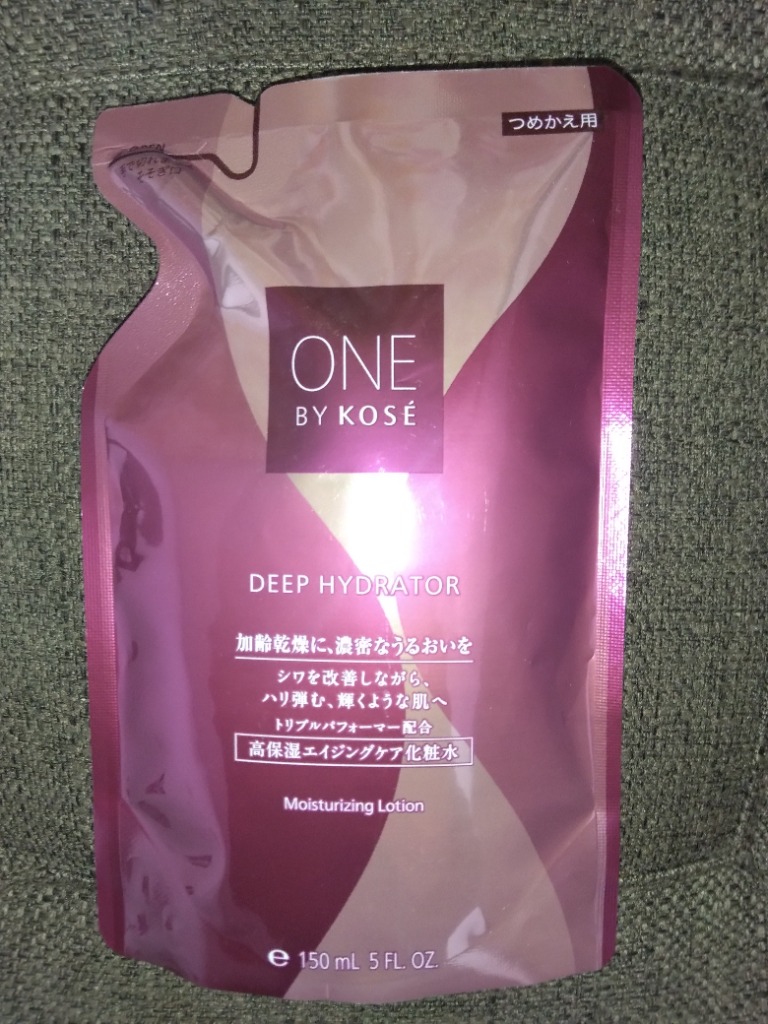 つめかえ用
ONE
BY KOSÉ
DEEP HYDRATOR
加齢乾燥に、濃密なうるおいを
シワを改善しながら、
ハリ弾む、輝くような肌へ
トリプルパフォーマー配合
高保湿エイジングケア化粧水
Moisturizing Lotion
e 150 mL 5 FL. OZ.